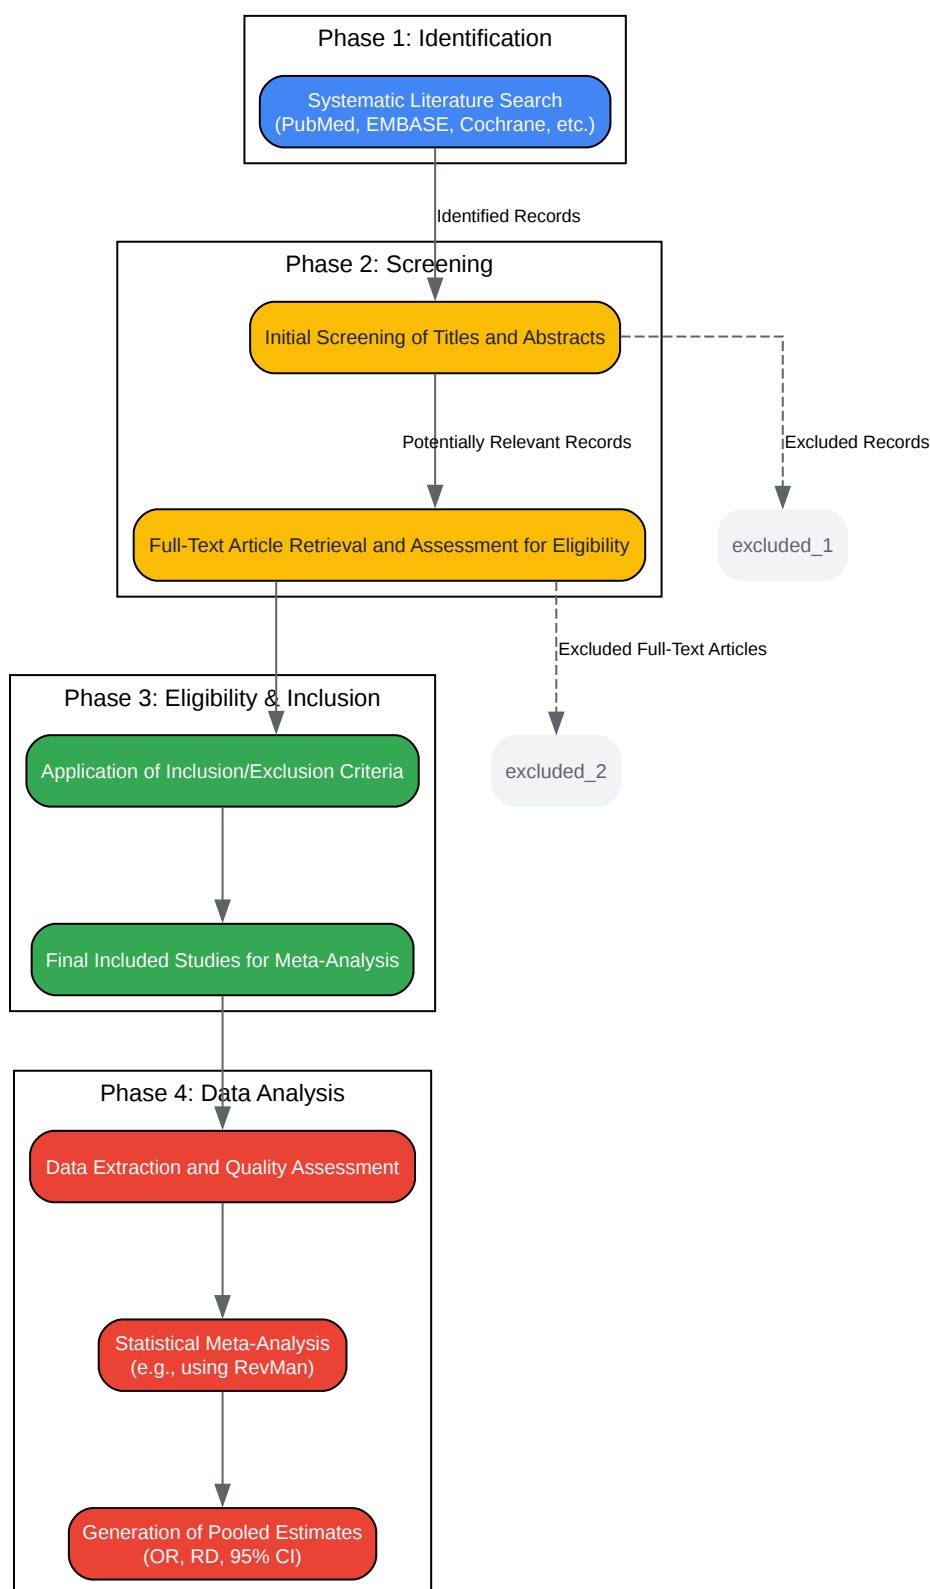 Phase 1: Identification
Systematic Literature Search
(PubMed, EMBASE, Cochrane, etc.)
Identified Records
Phase 2: Screening
Initial Screening of Titles and Abstracts
Potentially Relevant Records
Excluded Records
Full-Text Article Retrieval and Assessment for Eligibility
excluded_1
Excluded Full-Text Articles
Phase 3: Eligibility & Inclusion
Application of Inclusion/Exclusion Criteria
excluded_2
Final Included Studies for Meta-Analysis
Phase 4: Data Analysis
Data Extraction and Quality Assessment
Statistical Meta-Analysis
(e.g., using RevMan)
Generation of Pooled Estimates
(OR, RD, 95% CI)